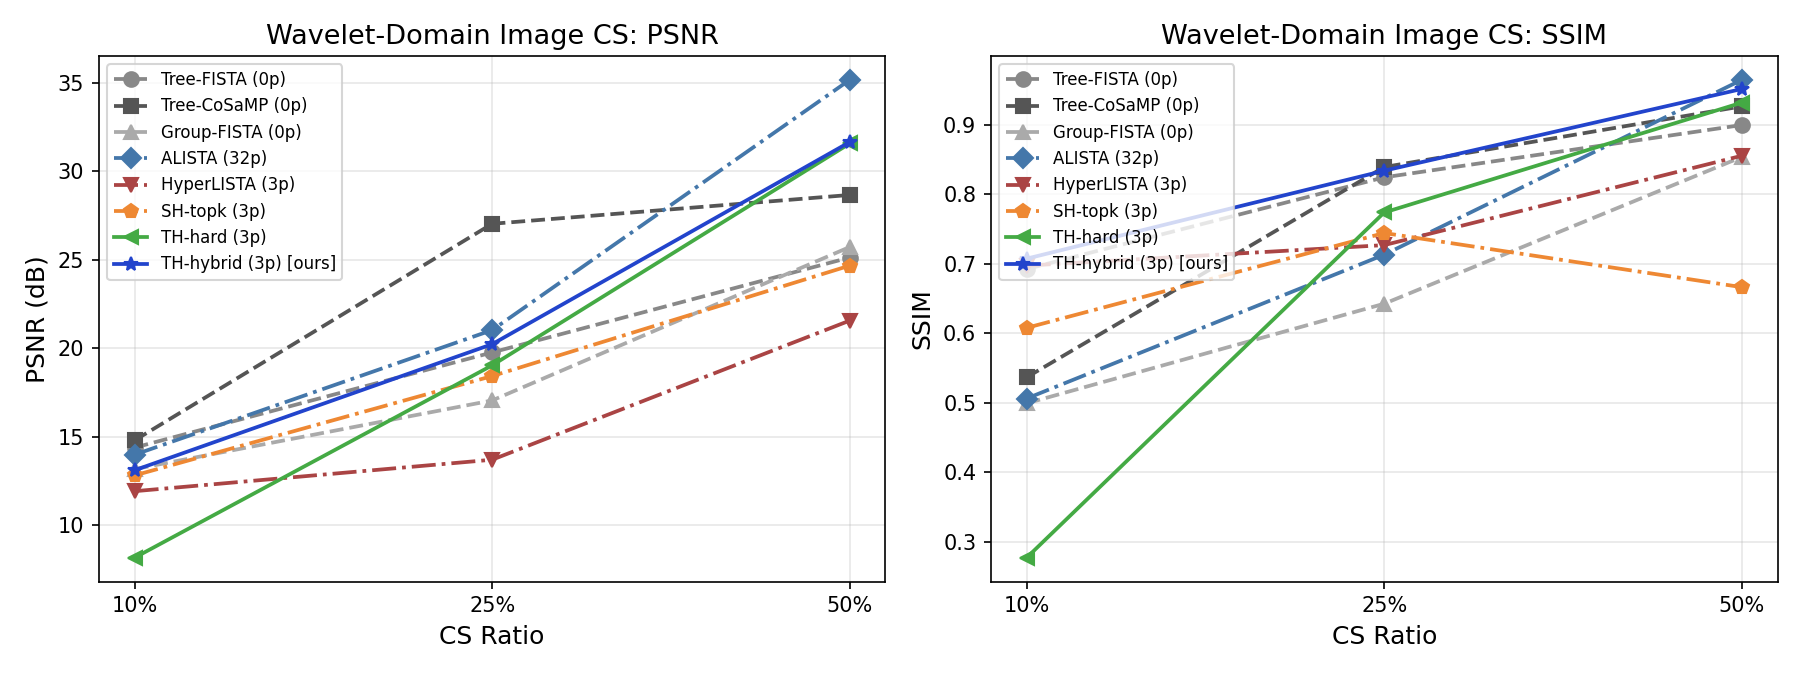 Wavelet-Domain Image CS: PSNR
35
30
25
20
15
10
PSNR (dB)
Tree-FISTA (0p)
Tree-CoSaMP (0p)
Group-FISTA (0p)
ALISTA (32p)
HyperLISTA (3p)
SH-topk (3p)
TH-hard (3p)
TH-hybrid (3p) [ours]
10% 25% 50%
CS Ratio
Wavelet-Domain Image CS: SSIM
0.9
0.8
0.7
0.6
0.5
0.4
0.3
SSIM
Tree-FISTA (0p)
Tree-CoSaMP (0p)
Group-FISTA (0p)
ALISTA (32p)
HyperLISTA (3p)
SH-topk (3p)
TH-hard (3p)
TH-hybrid (3p) [ours]
10% 25% 50%
CS Ratio